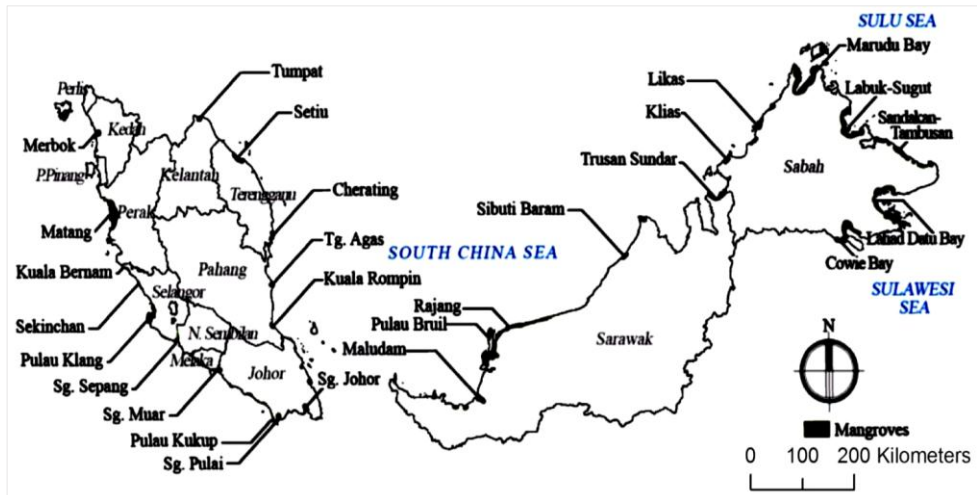 SULU SEA
Marudu Bay
Tumpat
Likas
Labuk-Sugut
Perlis
Setiu
Klias
Sandakan-
Tambusan
Kedah
Merbok
Trusan Sundar
Sabah
P.Pinang
Kelantan
Terengganu
Cherating
Sibuti Baram
Perak
Matang
Tg. Agas
Lahad Datu Bay
SOUTH CHINA SEA
Cowie Bay
Kuala Bernam
Pahang
Kuala Rompin
SULAWESI
SEA
Selangor
Rajang
Sekinchan
Pulau Bruil
N. Sembilan
Sarawak
N
Pulau Klang
Maludam
Melaka
Johor
Sg. Sepang
Sg. Johor
Sg. Muar
Mangroves
Pulau Kukup
0 100 200 Kilometers
Sg. Pulai